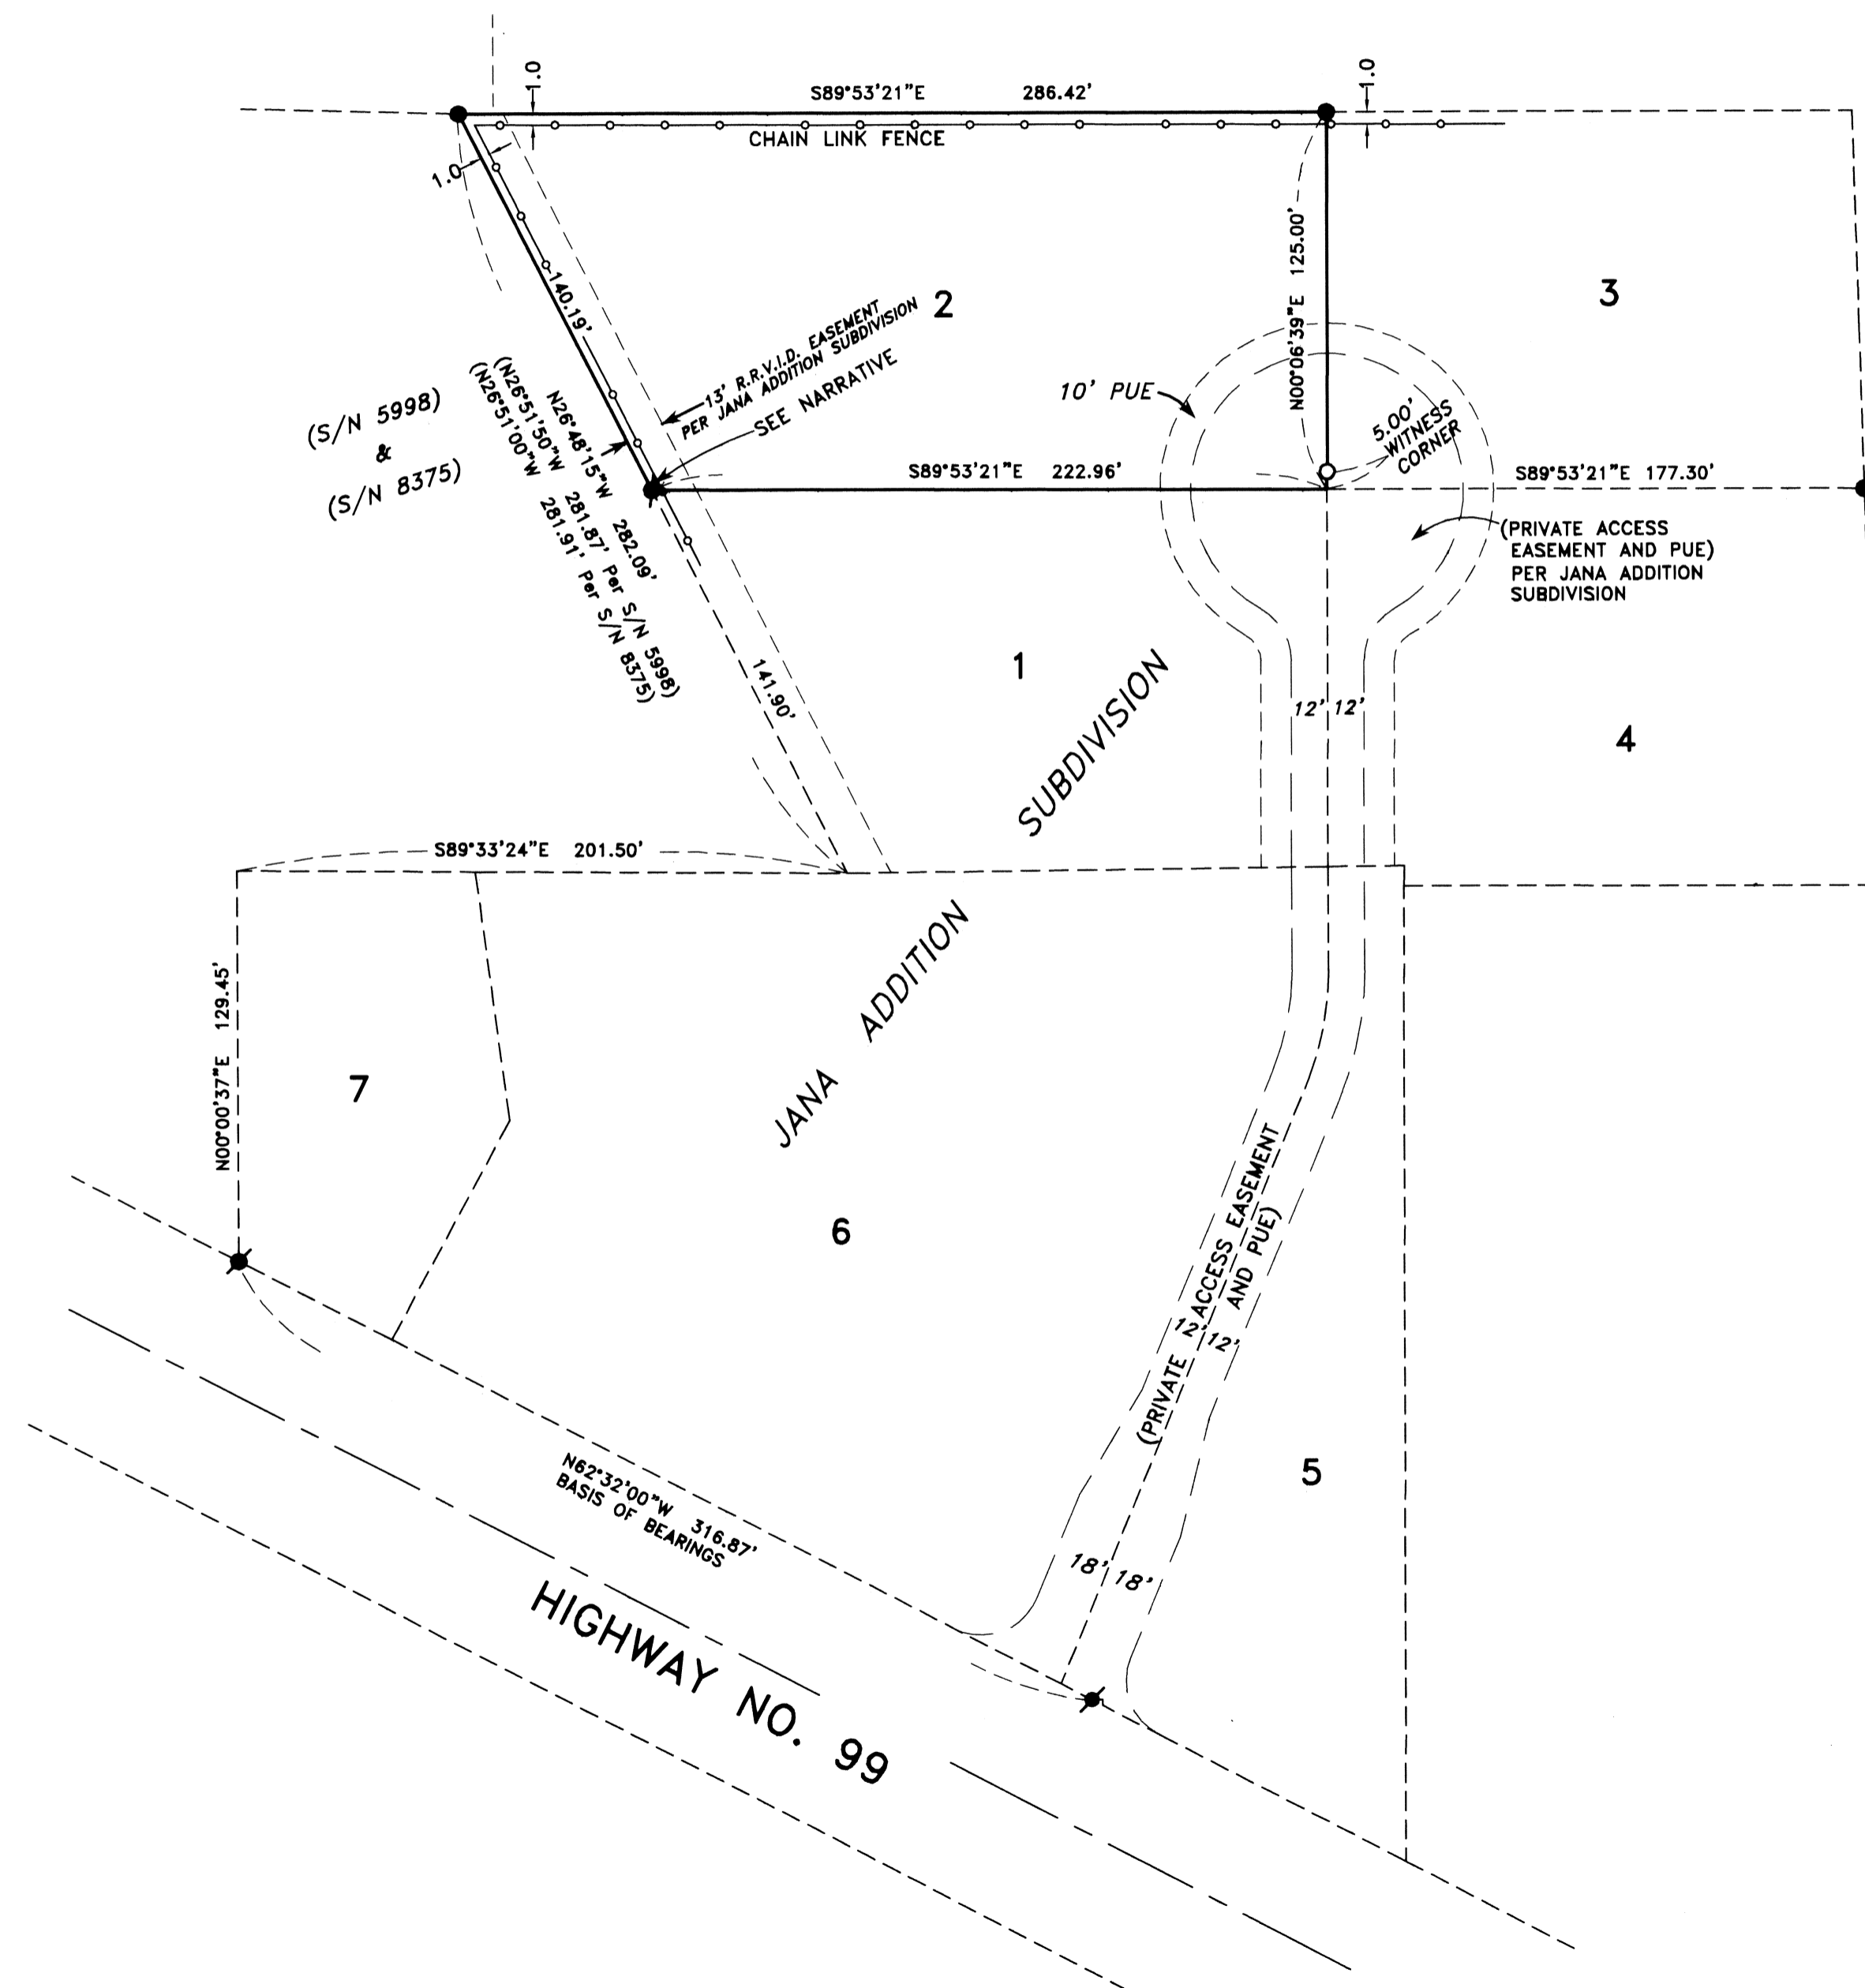 1.0
1.0
S89°53'21"E 286.42'
CHAIN LINK FENCE
1.0
N00°06'39"E 125.00'
140.19'
2
3
13' R.R.V.I.D. EASEMENT
PER JANA ADDITION SUBDIVISION
SEE NARRATIVE
10' PUE
5.00'
WITNESS
CORNER
(S/N 5998)
&
(S/N 8375)
N26°48'15"W 282.09'
(N26°51'50"W 281.87' Per S/N 5998)
(N26°51'00"W 281.91' Per S/N 8375)
S89°53'21"E 222.96'
S89°53'21"E 177.30'
(PRIVATE ACCESS
EASEMENT AND PUE)
PER JANA ADDITION
SUBDIVISION
141.90'
1
12' 12'
4
SUBDIVISION
S89°33'24"E 201.50'
JANA ADDITION
N00°00'37"E 129.45'
7
6
(PRIVATE ACCESS EASEMENT
AND PUE)
12' 12'
5
N62°32'00"W 316.87'
BASIS OF BEARINGS
18' 18'
HIGHWAY NO. 99